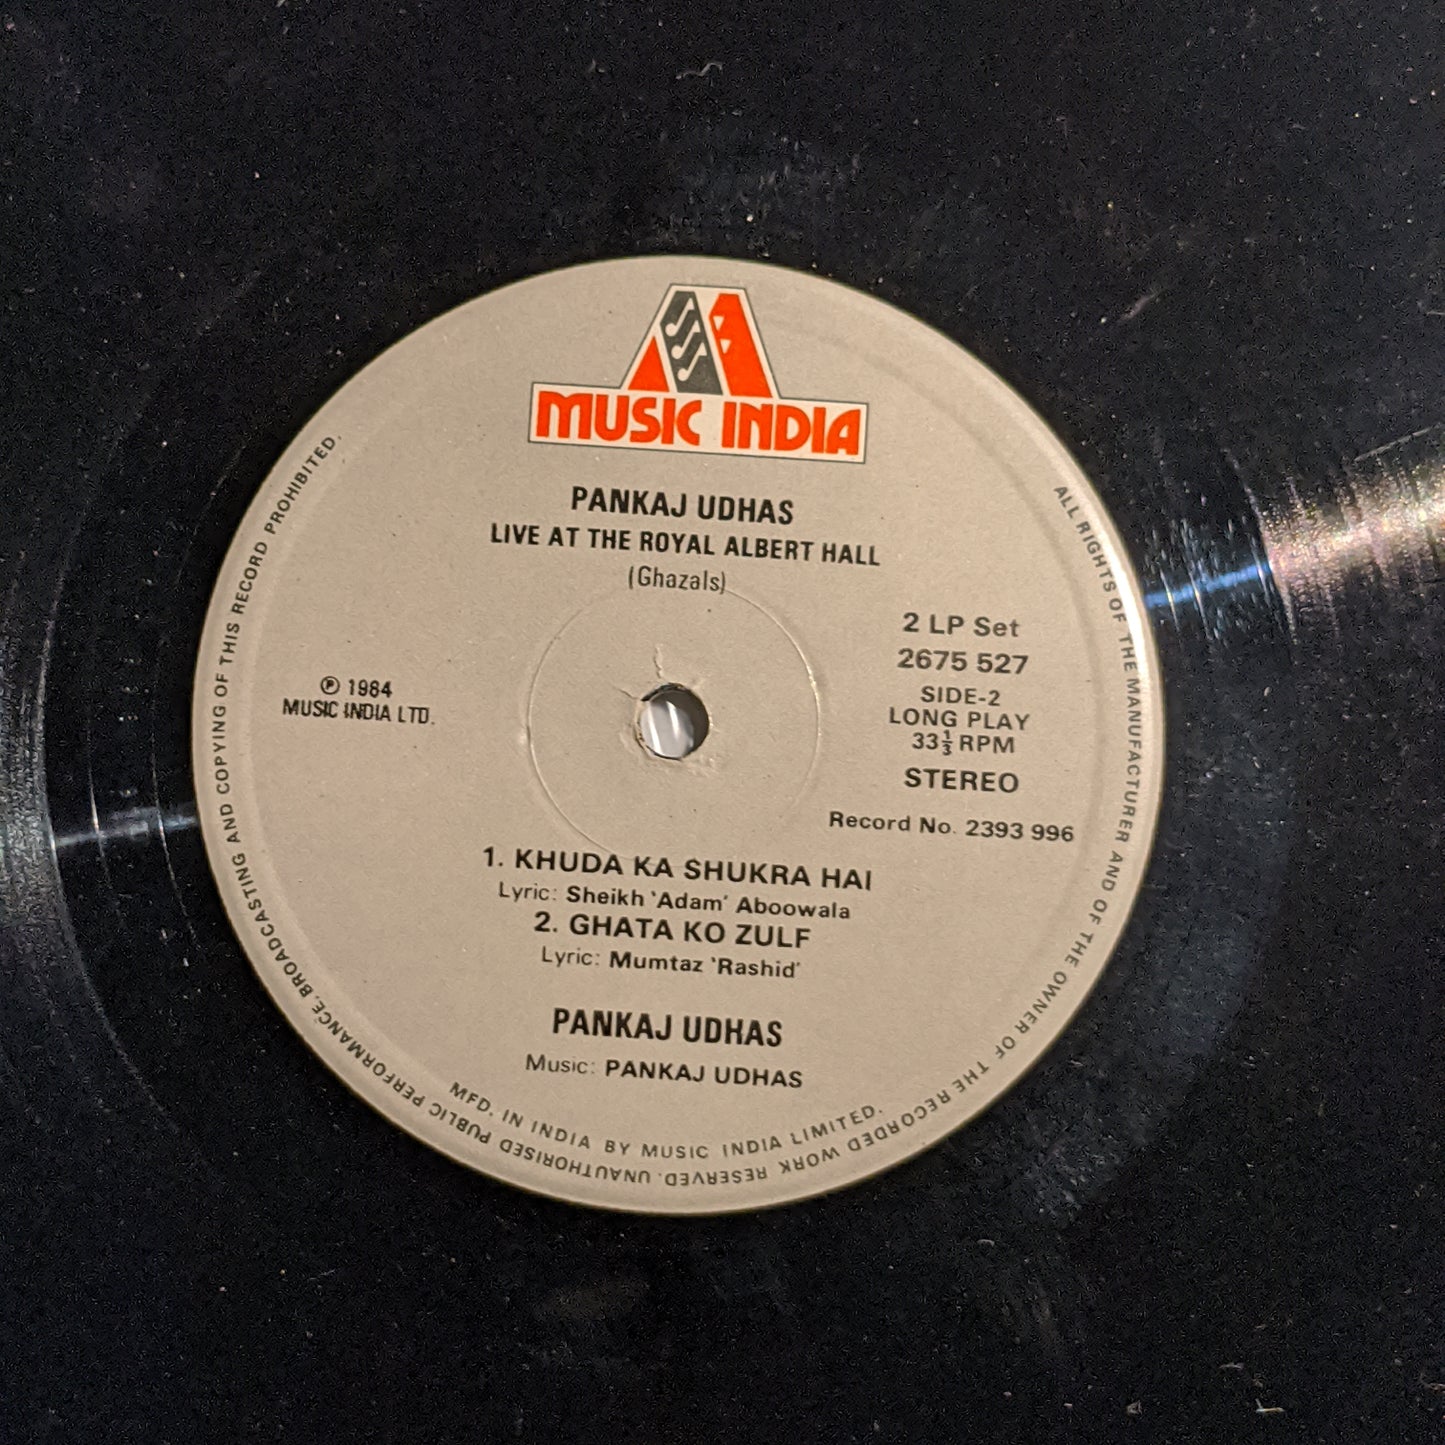 MUSIC INDIA
PANKAJ UDHAS
LIVE AT THE ROYAL ALBERT HALL
(Ghazals)
℗ 1984
MUSIC INDIA LTD.
2 LP Set
2675 527
SIDE-2
LONG PLAY
33⅓ RPM
STEREO
Record No. 2393 996
1. KHUDA KA SHUKRA HAI
Lyric: Sheikh 'Adam' Aboowala
2. GHATA KO ZULF
Lyric: Mumtaz 'Rashid'
PANKAJ UDHAS
Music: PANKAJ UDHAS
MFD. IN INDIA BY MUSIC INDIA LIMITED.
ALL RIGHTS OF THE MANUFACTURER AND OF THE OWNER OF THE RECORDED WORK RESERVED. UNAUTHORISED PUBLIC PERFORMANCE, BROADCASTING AND COPYING OF THIS RECORD PROHIBITED.